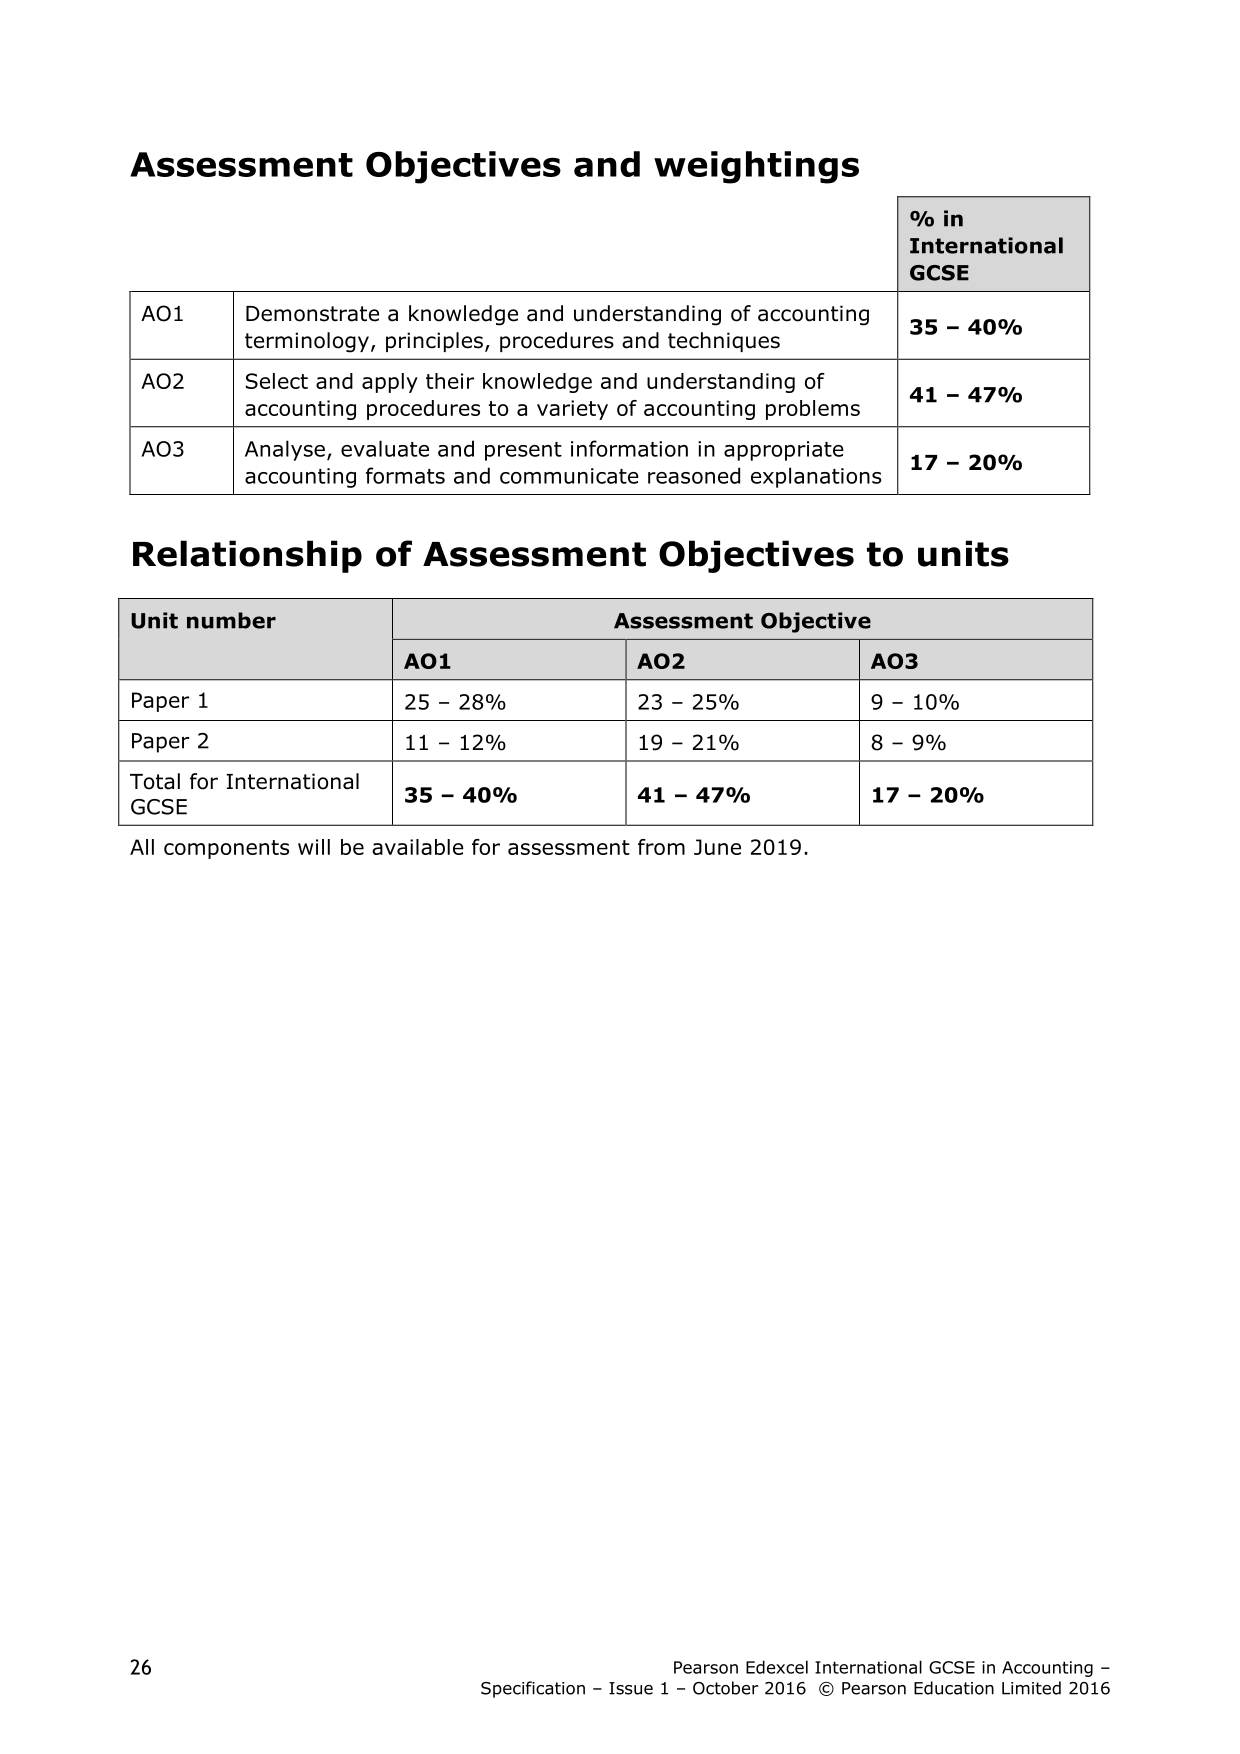 Assessment Objectives and weightings
% in
International
GCSE
AO1
Demonstrate a knowledge and understanding of accounting
terminology, principles, procedures and techniques
35 – 40%
AO2
Select and apply their knowledge and understanding of
accounting procedures to a variety of accounting problems
41 – 47%
AO3
Analyse, evaluate and present information in appropriate
accounting formats and communicate reasoned explanations
17 – 20%
Relationship of Assessment Objectives to units
Unit number
Assessment Objective
AO1
AO2
AO3
Paper 1
25 – 28%
23 – 25%
9 – 10%
Paper 2
11 – 12%
19 – 21%
8 – 9%
Total for International
GCSE
35 – 40%
41 – 47%
17 – 20%
All components will be available for assessment from June 2019.
26
Pearson Edexcel International GCSE in Accounting –
Specification – Issue 1 – October 2016 © Pearson Education Limited 2016